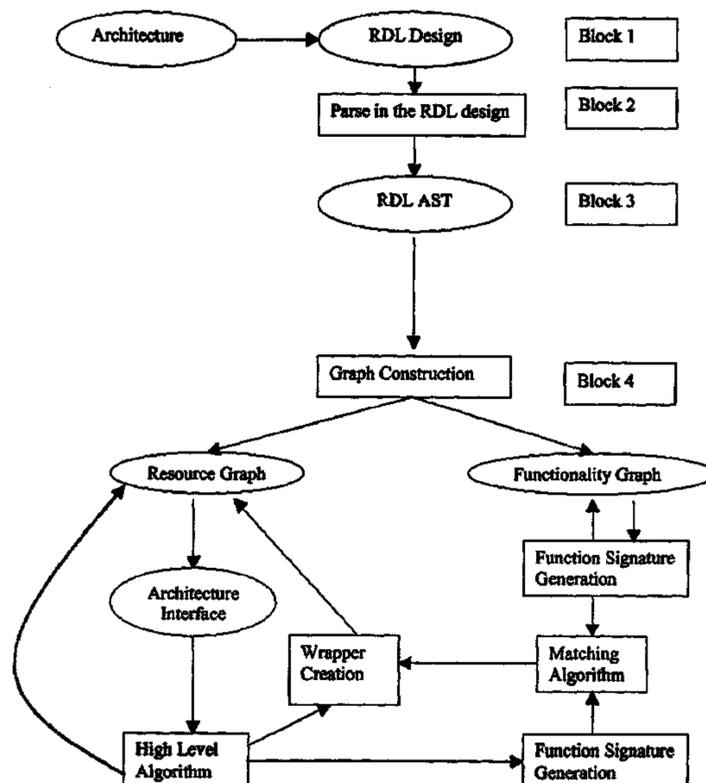 Architecture
RDL Design
Block 1
Parse in the RDL design
Block 2
RDL AST
Block 3
Graph Construction
Block 4
Resource Graph
Functionality Graph
Function Signature
Generation
Architecture
Interface
Wrapper
Creation
Matching
Algorithm
High Level
Algorithm
Function Signature
Generation